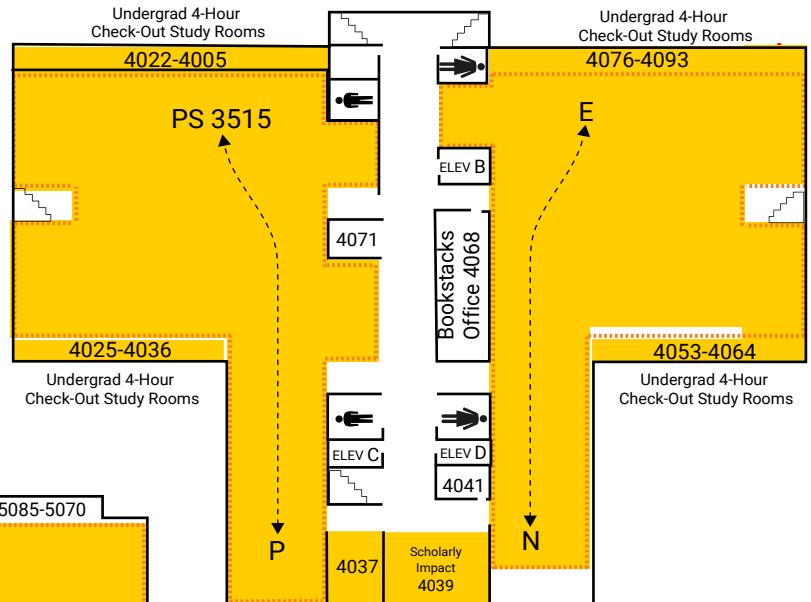 Undergrad 4-Hour
Check-Out Study Rooms
4022-4005
Undergrad 4-Hour
Check-Out Study Rooms
4076-4093
PS 3515
E
ELEV B
4071
Bookstacks
Office 4068
4025-4036
4053-4064
Undergrad 4-Hour
Check-Out Study Rooms
Undergrad 4-Hour
Check-Out Study Rooms
ELEV C
ELEV D
4041
5085-5070
P
N
4037
Scholarly
Impact
4039